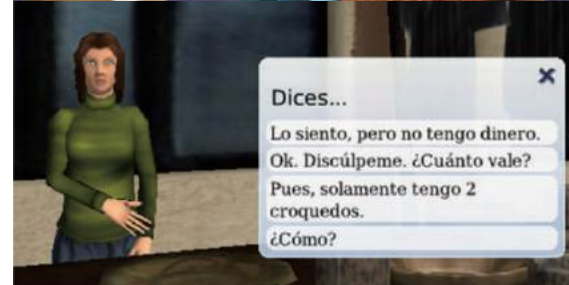 Dices...
Lo siento, pero no tengo dinero.
Ok. Discúlpeme. ¿Cuánto vale?
Pues, solamente tengo 2
croquedos.
¿Cómo?